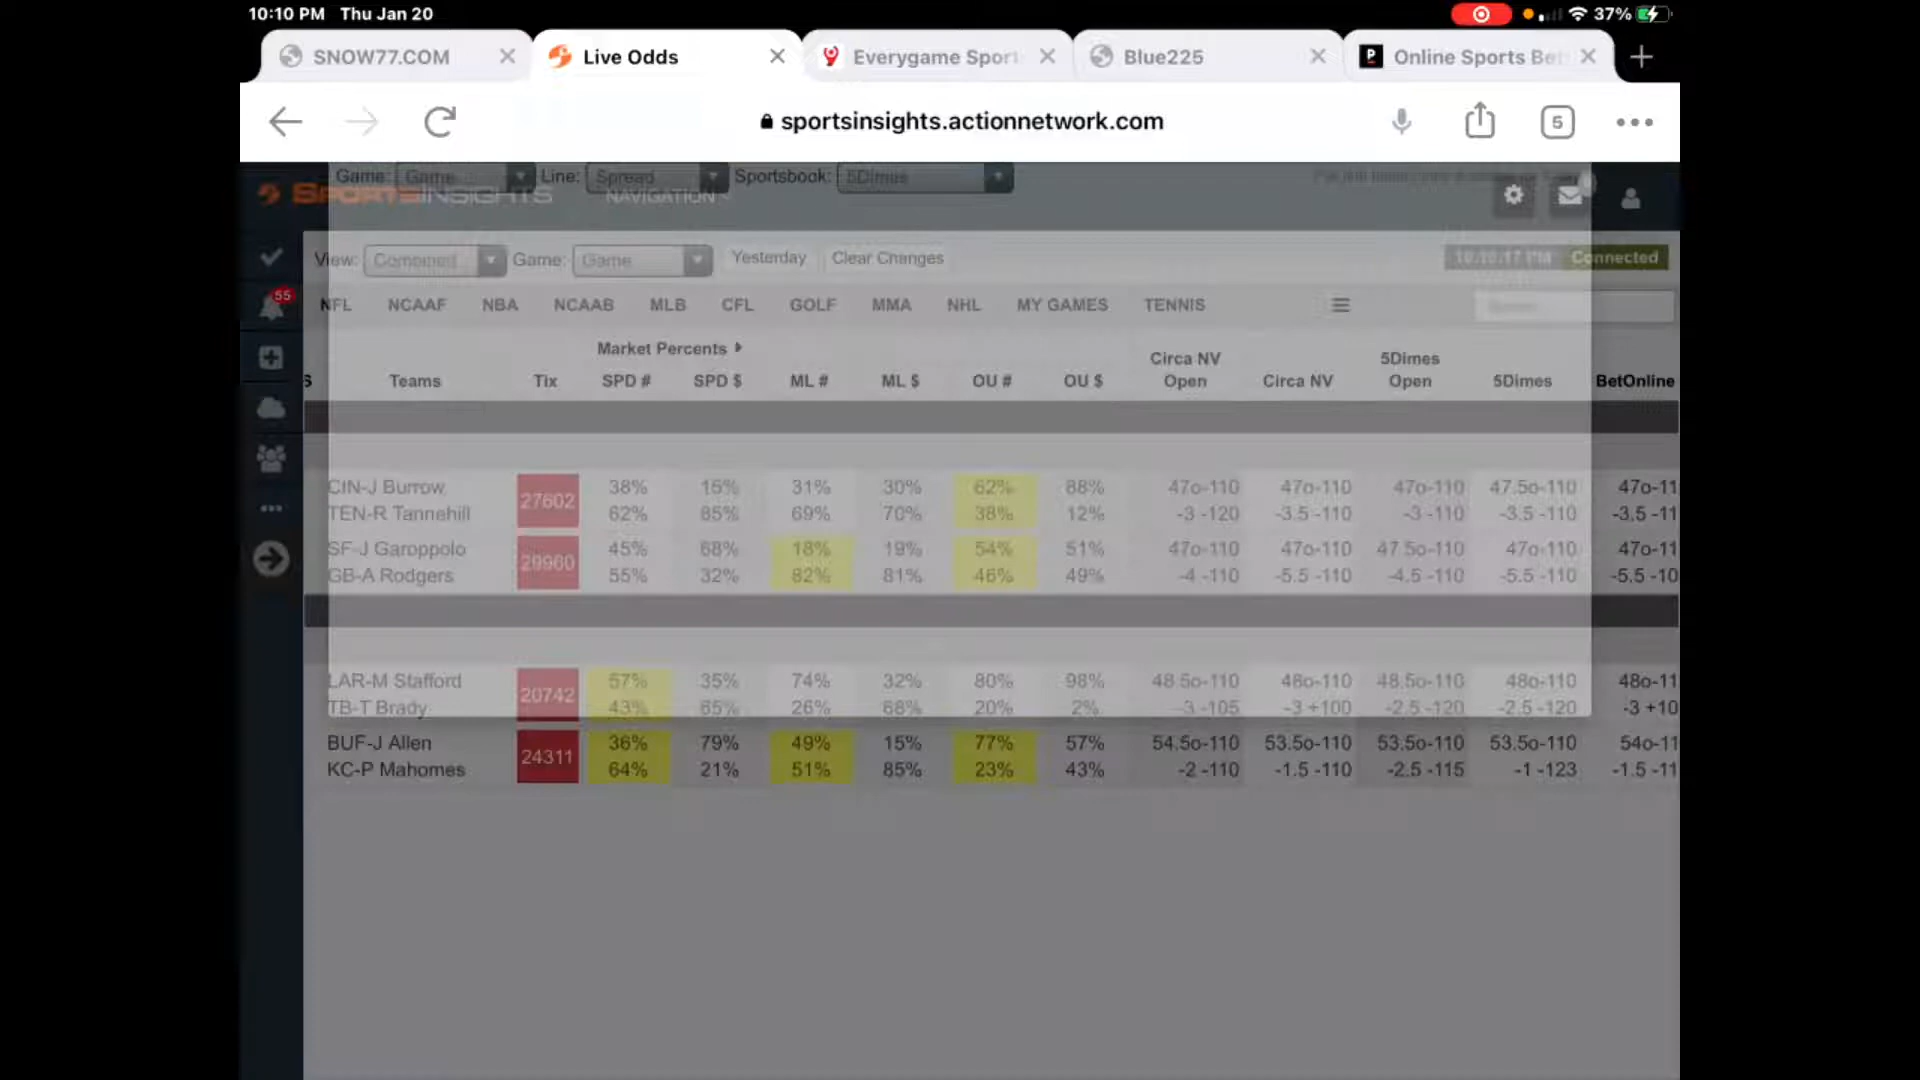 10:10 PM Thu Jan 20
37%
SNOW77.COM
Live Odds
Everygame Sport
Blue225
Online Sports Bet
sportsinsights.actionnetwork.com
5
Game: Game Line: Spread Sportsbook: 5Dimes
SPORTSINSIGHTS NAVIGATION
View: Combined Game: Game Yesterday Clear Changes
Connected
55
NFL NCAAF NBA NCAAB MLB CFL GOLF MMA NHL MY GAMES TENNIS
Market Percents
Circa NV 5Dimes
S Teams Tix SPD # SPD $ ML # ML $ OU # OU $ Open Circa NV Open 5Dimes BetOnline
CIN-J Burrow 38% 15% 31% 30% 62% 88% 47o-110 47o-110 47o-110 47.5o-110 47o-11
27602
TEN-R Tannehill 62% 85% 69% 70% 38% 12% -3 -120 -3.5 -110 -3 -110 -3.5 -110 -3.5 -11
SF-J Garoppolo 45% 68% 18% 19% 54% 51% 47o-110 47o-110 47.5o-110 47o-110 47o-11
29960
GB-A Rodgers 55% 32% 82% 81% 46% 49% -4 -110 -5.5 -110 -4.5 -110 -5.5 -110 -5.5 -10
LAR-M Stafford 57% 35% 74% 32% 80% 98% 48.5o-110 48o-110 48.5o-110 48o-110 48o-11
20742
TB-T Brady 43% 65% 26% 68% 20% 2% -3 -105 -3 +100 -2.5 -120 -2.5 -120 -3 +10
BUF-J Allen 36% 79% 49% 15% 77% 57% 54.5o-110 53.5o-110 53.5o-110 53.5o-110 54o-11
24311
KC-P Mahomes 64% 21% 51% 85% 23% 43% -2 -110 -1.5 -110 -2.5 -115 -1 -123 -1.5 -11